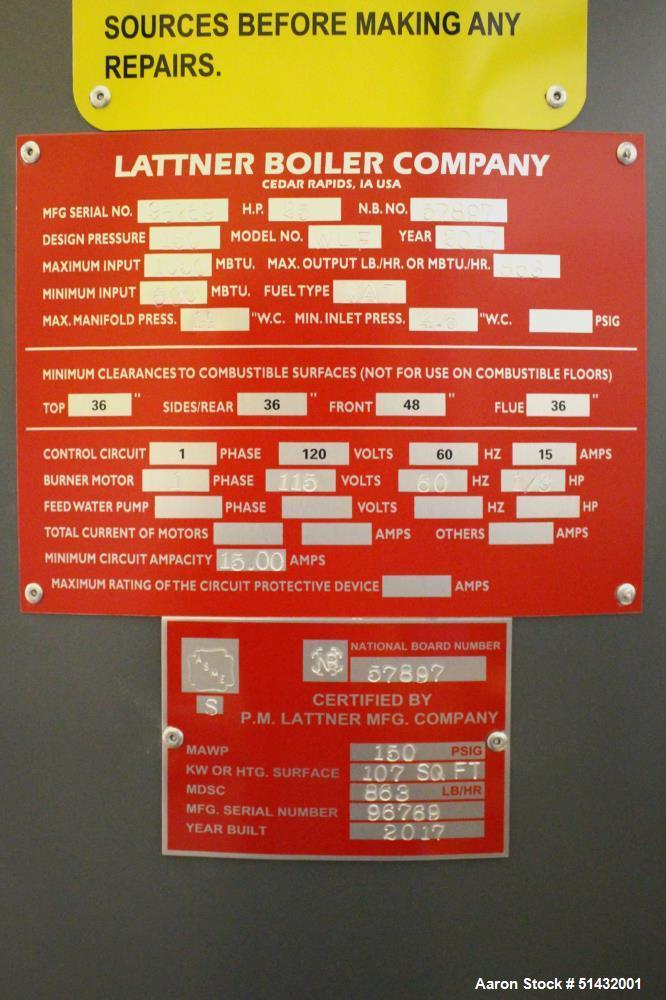 SOURCES BEFORE MAKING ANY
REPAIRS.
LATTNER BOILER COMPANY
CEDAR RAPIDS, IA USA
MFG SERIAL NO. H.P. N.B. NO. 57897
DESIGN PRESSURE MODEL NO. YEAR 2017
MAXIMUM INPUT MBTU. MAX. OUTPUT LB./HR. OR MBTU./HR. 863
MINIMUM INPUT MBTU. FUEL TYPE
MAX. MANIFOLD PRESS. "W.C. MIN. INLET PRESS. "W.C. PSIG
MINIMUM CLEARANCES TO COMBUSTIBLE SURFACES (NOT FOR USE ON COMBUSTIBLE FLOORS)
TOP 36 " SIDES/REAR 36 " FRONT 48 " FLUE 36 "
CONTROL CIRCUIT 1 PHASE 120 VOLTS 60 HZ 15 AMPS
BURNER MOTOR 1 PHASE 115 VOLTS 60 HZ 1/3 HP
FEED WATER PUMP PHASE VOLTS HZ HP
TOTAL CURRENT OF MOTORS AMPS OTHERS AMPS
MINIMUM CIRCUIT AMPACITY 15.00 AMPS
MAXIMUM RATING OF THE CIRCUIT PROTECTIVE DEVICE AMPS
ASME NB NATIONAL BOARD NUMBER
57897
S
CERTIFIED BY
P.M. LATTNER MFG. COMPANY
MAWP 150 PSIG
KW OR HTG. SURFACE 107 SQ FT
MDSC 863 LB/HR
MFG. SERIAL NUMBER 96769
YEAR BUILT 2017
Aaron Stock # 51432001